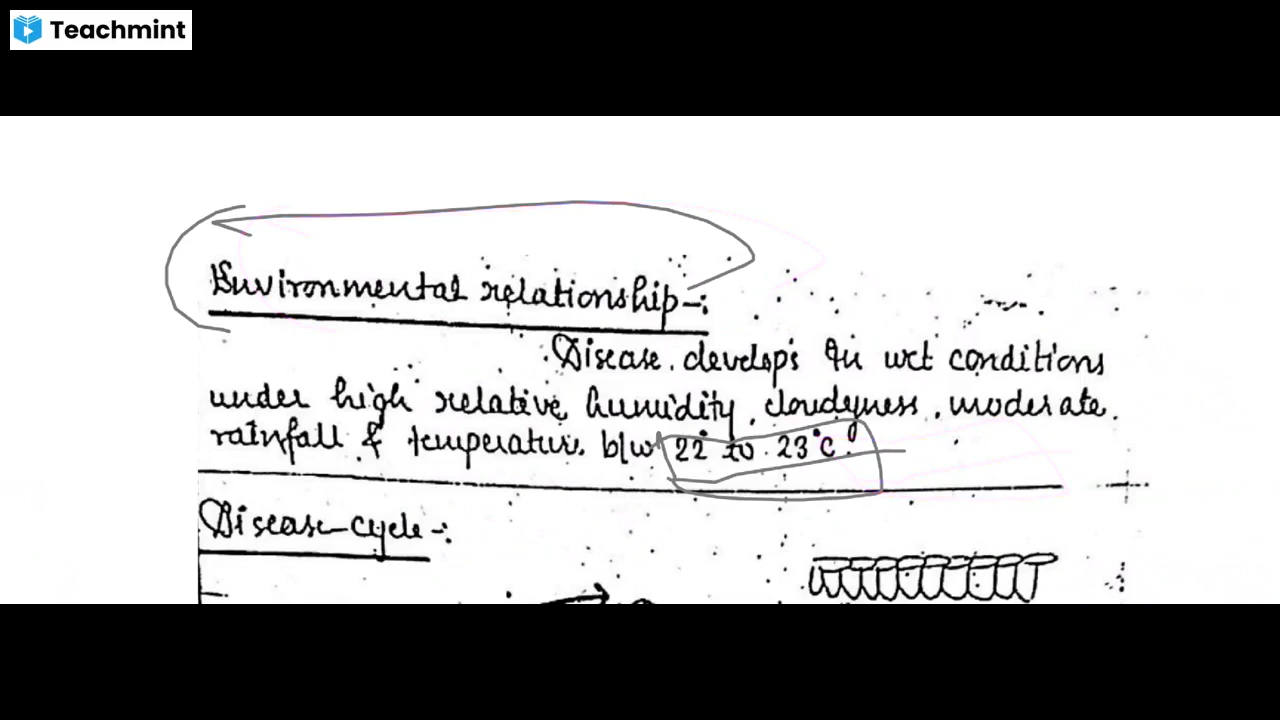 Teachmint
Environmental relationship-:
Disease develops in wet conditions
under high relative humidity, cloudyness, moderate
rainfall & temperature b/w 22° to 23°C.
Disease-cycle-: